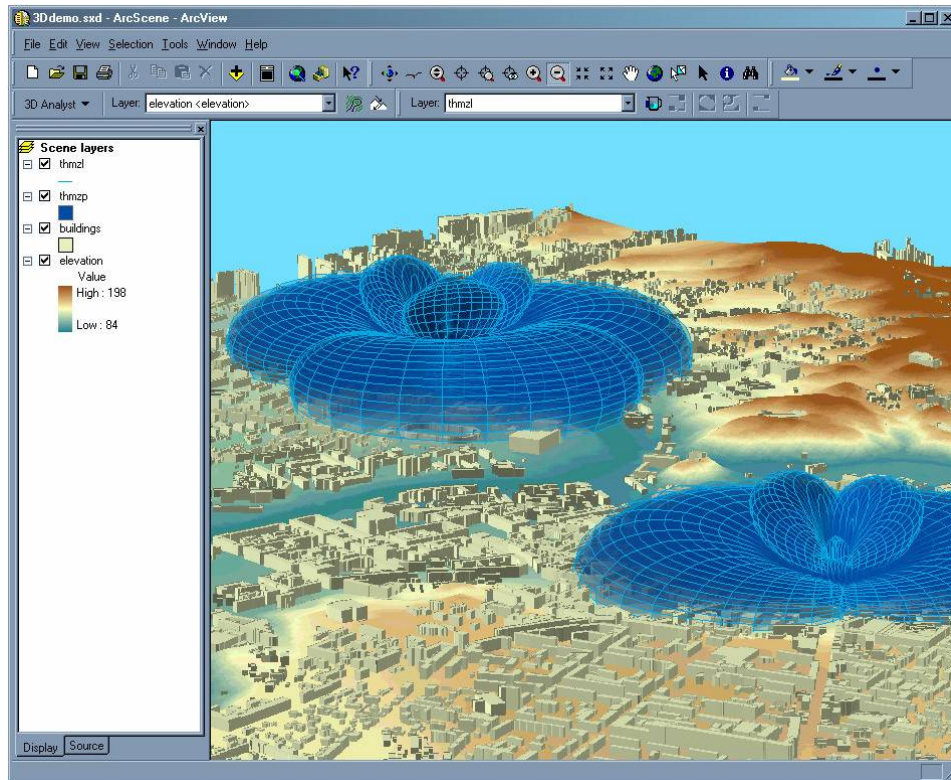 3Ddemo.sxd - ArcScene - ArcView
File Edit View Selection Tools Window Help
3D Analyst Layer: elevation <elevation> Layer: thmzl
Scene layers
thmzl
thmzp
buildings
elevation
Value
High : 198
Low : 84
Display Source